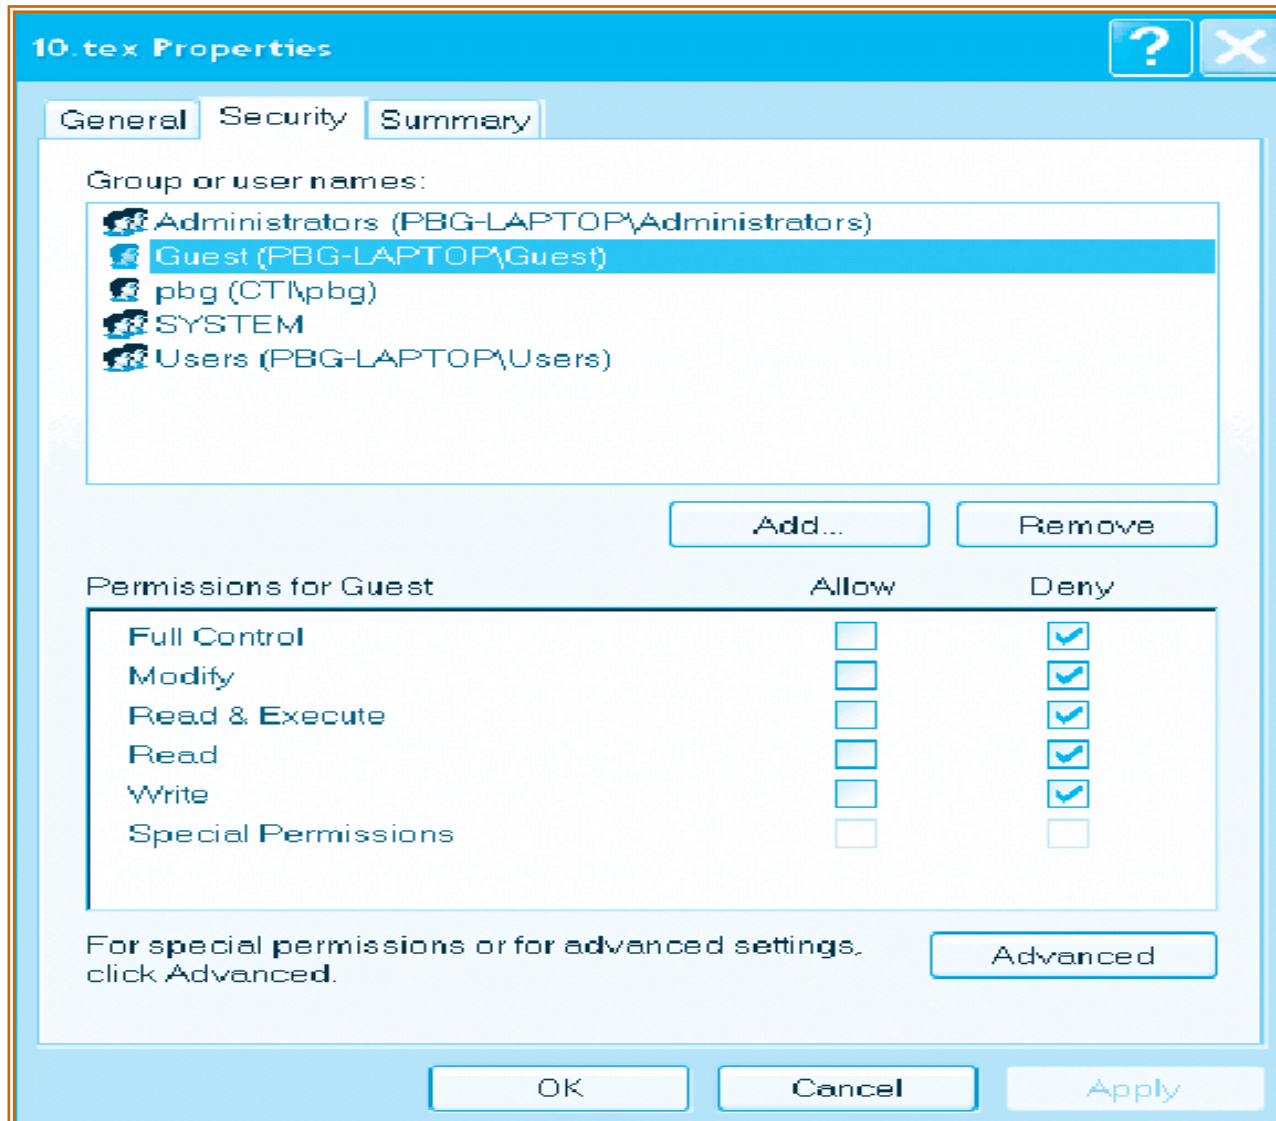 10.tex Properties
General Security Summary
Group or user names:
Administrators (PBG-LAPTOP\Administrators)
Guest (PBG-LAPTOP\Guest)
pbg (CTI\pbg)
SYSTEM
Users (PBG-LAPTOP\Users)
Add... Remove
Permissions for Guest Allow Deny
Full Control
Modify
Read & Execute
Read
Write
Special Permissions
For special permissions or for advanced settings,
click Advanced.
Advanced
OK Cancel Apply